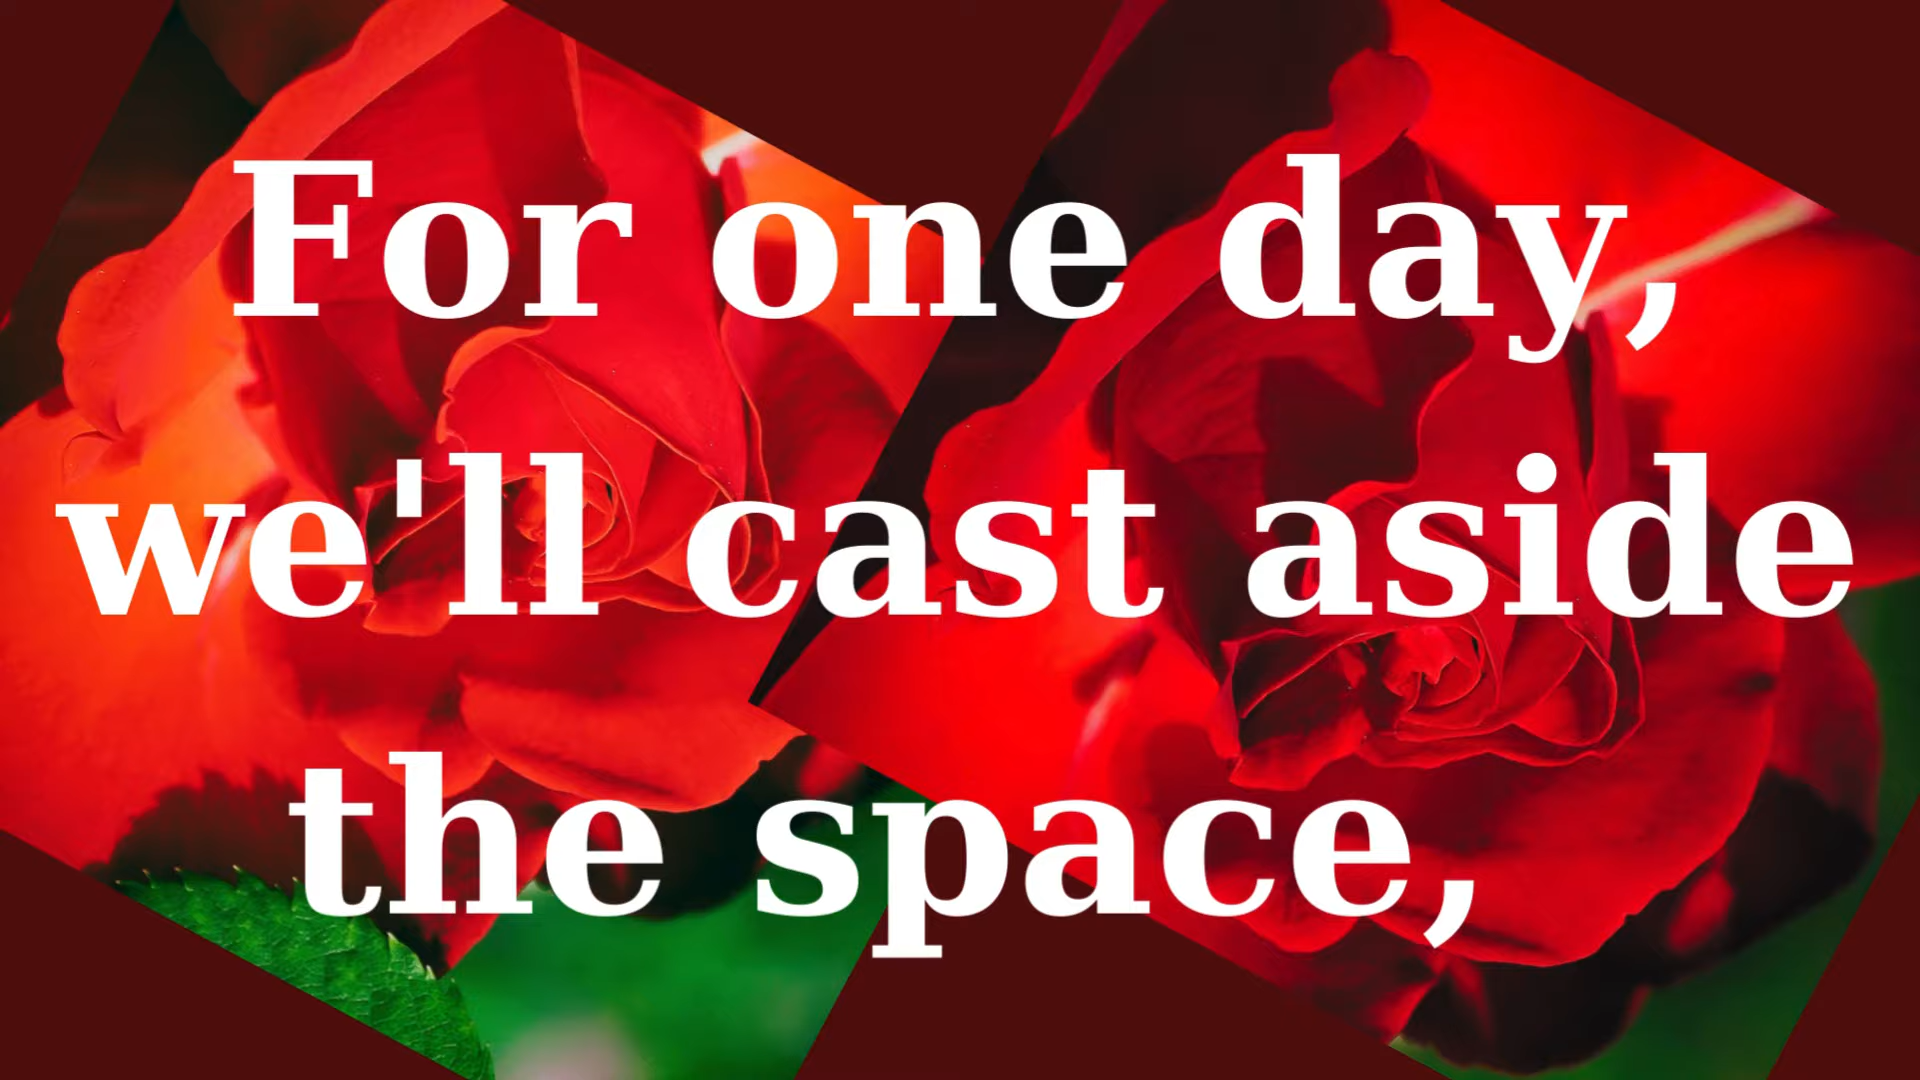 For one day,
we'll cast aside
the space,